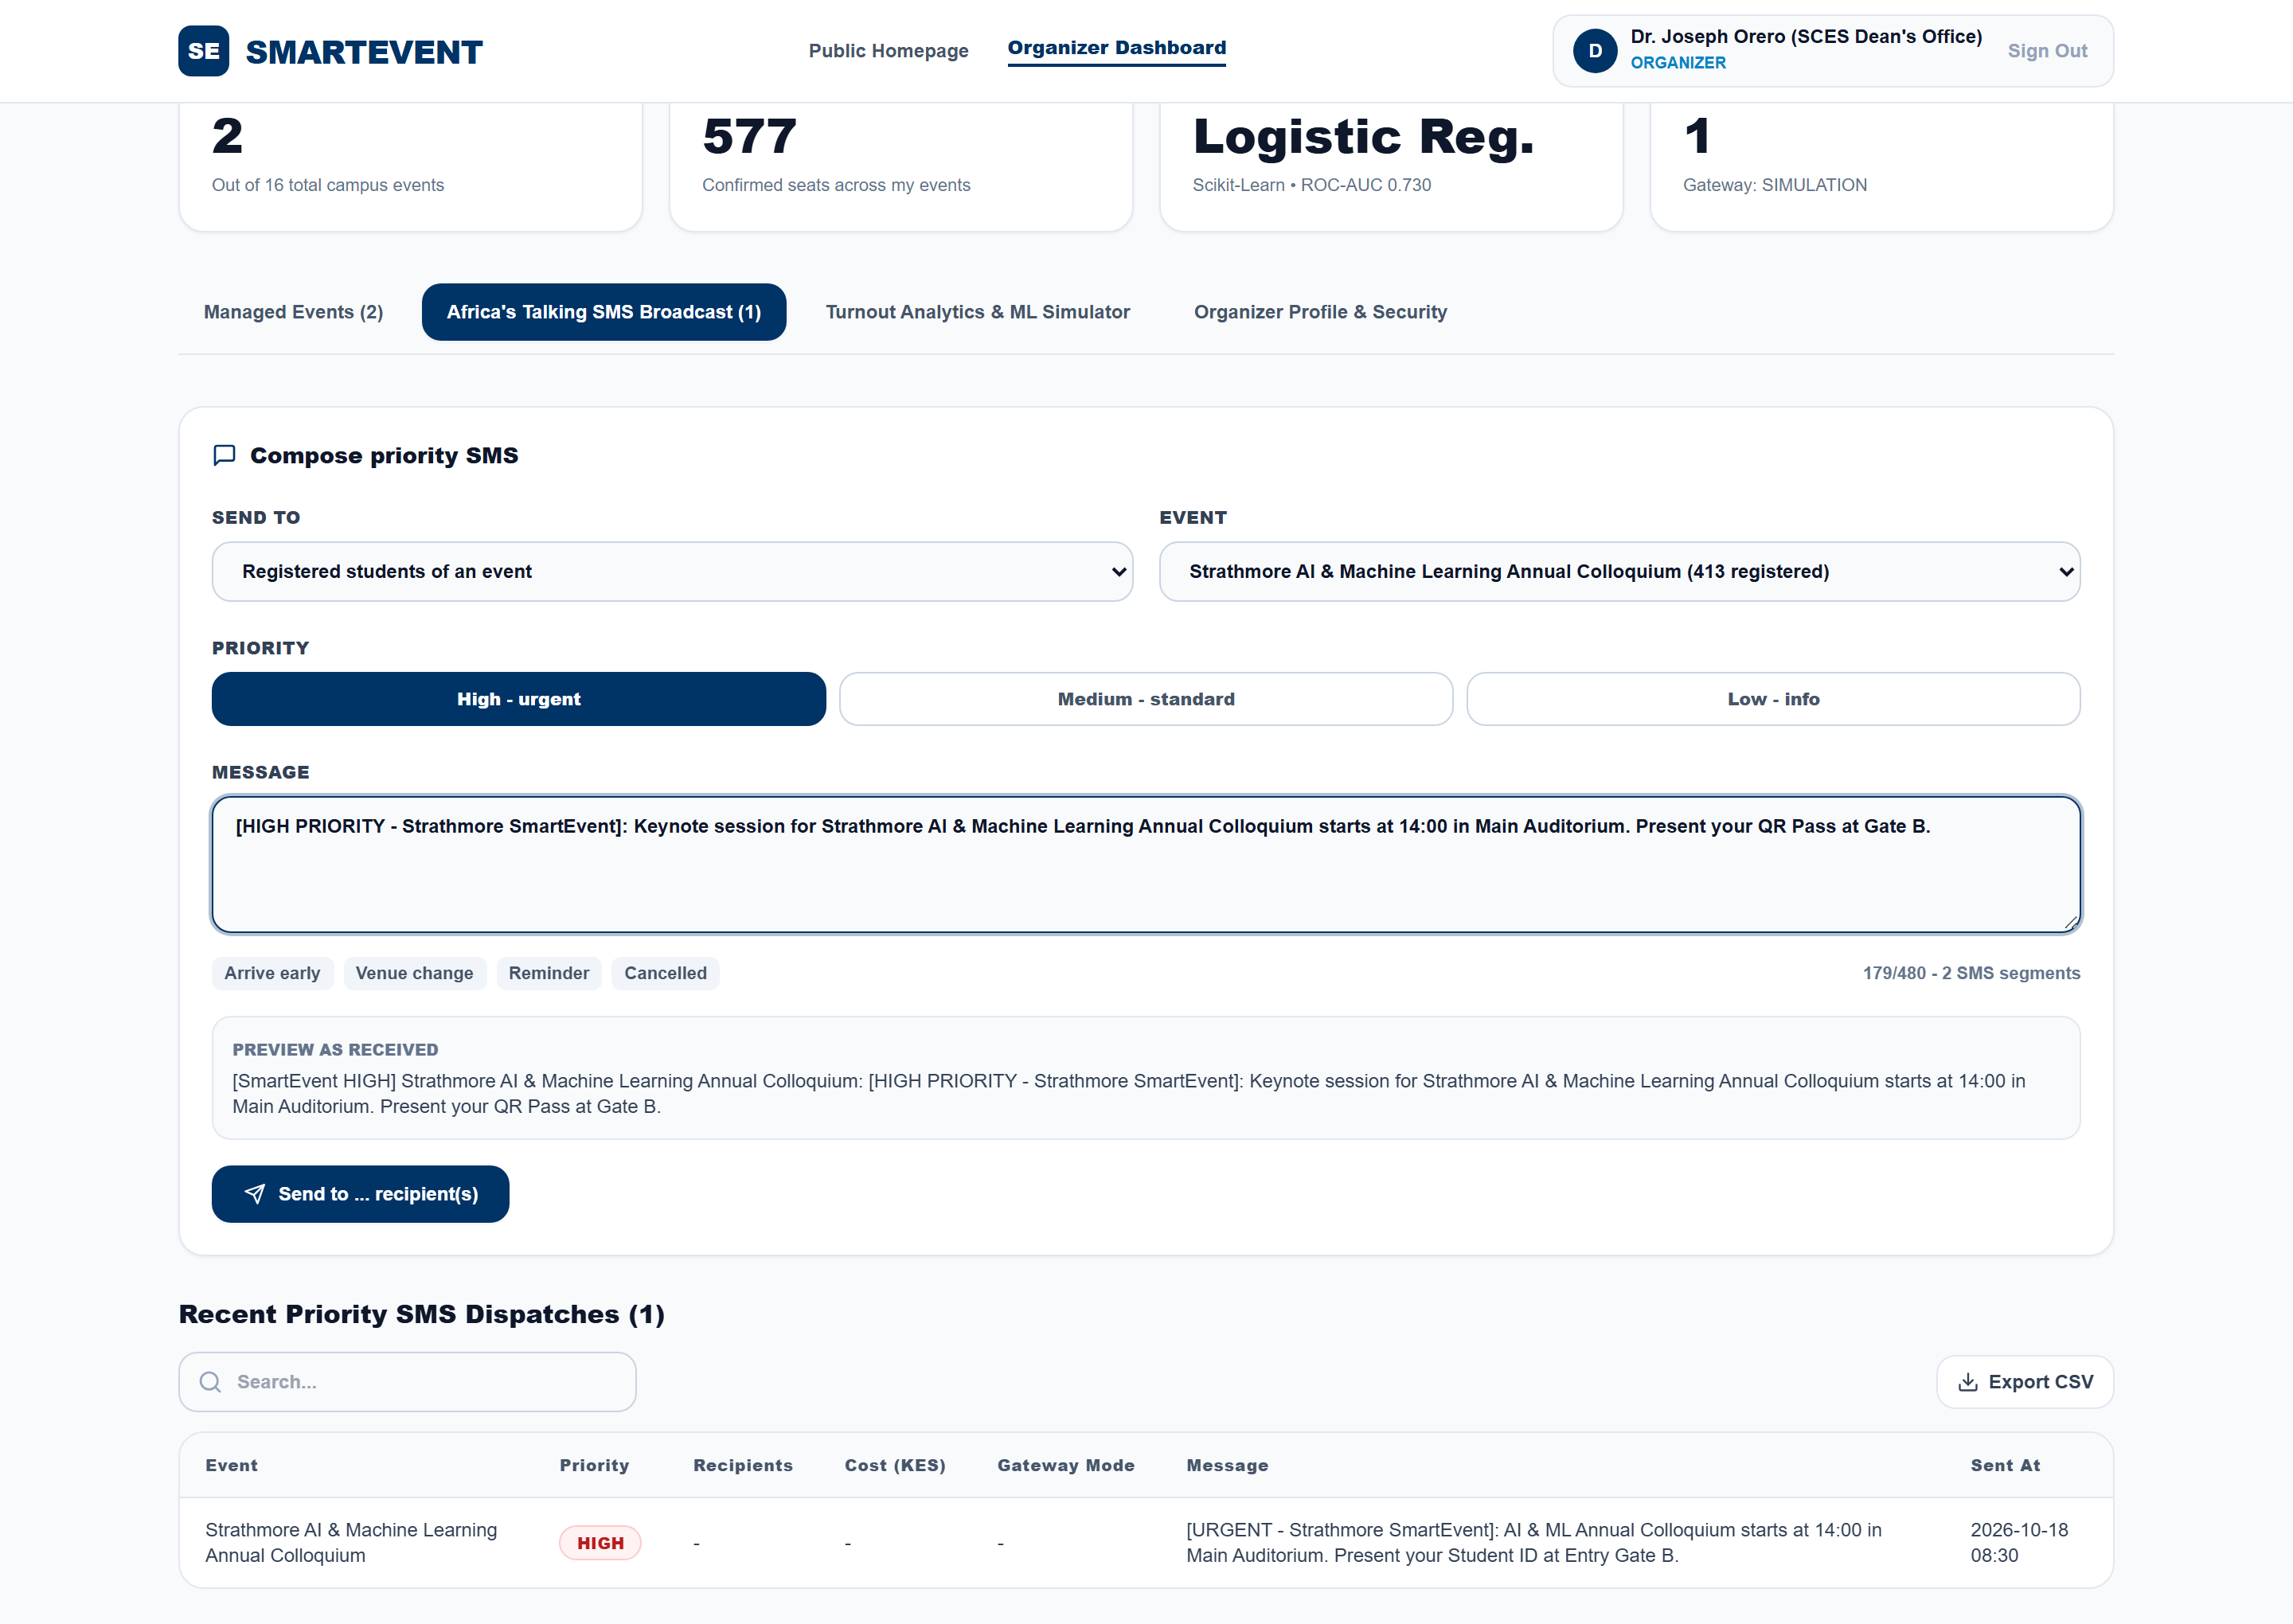 SE SMARTEVENT
Public Homepage
Organizer Dashboard
D
Dr. Joseph Orero (SCES Dean's Office)
ORGANIZER
Sign Out
2
Out of 16 total campus events
577
Confirmed seats across my events
Logistic Reg.
Scikit-Learn • ROC-AUC 0.730
1
Gateway: SIMULATION
Managed Events (2)
Africa's Talking SMS Broadcast (1)
Turnout Analytics & ML Simulator
Organizer Profile & Security
Compose priority SMS
SEND TO
Registered students of an event
EVENT
Strathmore AI & Machine Learning Annual Colloquium (413 registered)
PRIORITY
High - urgent
Medium - standard
Low - info
MESSAGE
[HIGH PRIORITY - Strathmore SmartEvent]: Keynote session for Strathmore AI & Machine Learning Annual Colloquium starts at 14:00 in Main Auditorium. Present your QR Pass at Gate B.
Arrive early
Venue change
Reminder
Cancelled
179/480 - 2 SMS segments
PREVIEW AS RECEIVED
[SmartEvent HIGH] Strathmore AI & Machine Learning Annual Colloquium: [HIGH PRIORITY - Strathmore SmartEvent]: Keynote session for Strathmore AI & Machine Learning Annual Colloquium starts at 14:00 in
Main Auditorium. Present your QR Pass at Gate B.
Send to ... recipient(s)
Recent Priority SMS Dispatches (1)
Search...
Export CSV
Event
Priority
Recipients
Cost (KES)
Gateway Mode
Message
Sent At
Strathmore AI & Machine Learning
Annual Colloquium
HIGH
-
-
-
[URGENT - Strathmore SmartEvent]: AI & ML Annual Colloquium starts at 14:00 in
Main Auditorium. Present your Student ID at Entry Gate B.
2026-10-18
08:30